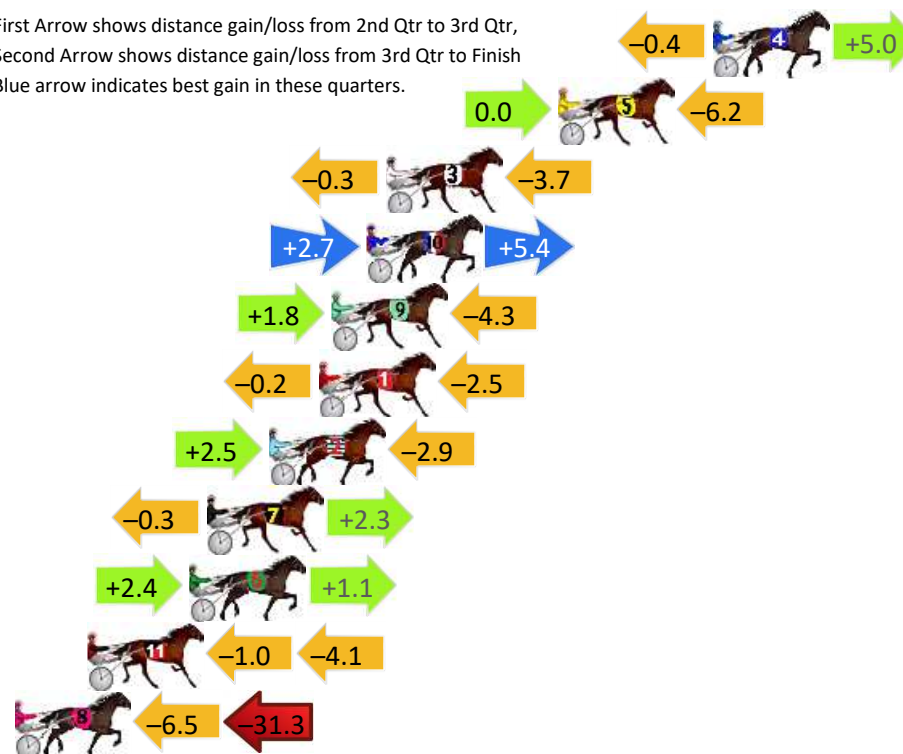 First Arrow shows distance gain/loss from 2nd Qtr to 3rd Qtr,
Second Arrow shows distance gain/loss from 3rd Qtr to Finish
Blue arrow indicates best gain in these quarters.
–0.4 4 +5.0
0.0 5 –6.2
–0.3 3 –3.7
+2.7 10 +5.4
+1.8 9 –4.3
–0.2 1 –2.5
+2.5 2 –2.9
–0.3 7 +2.3
+2.4 6 +1.1
11 –1.0 –4.1
8 –6.5 –31.3